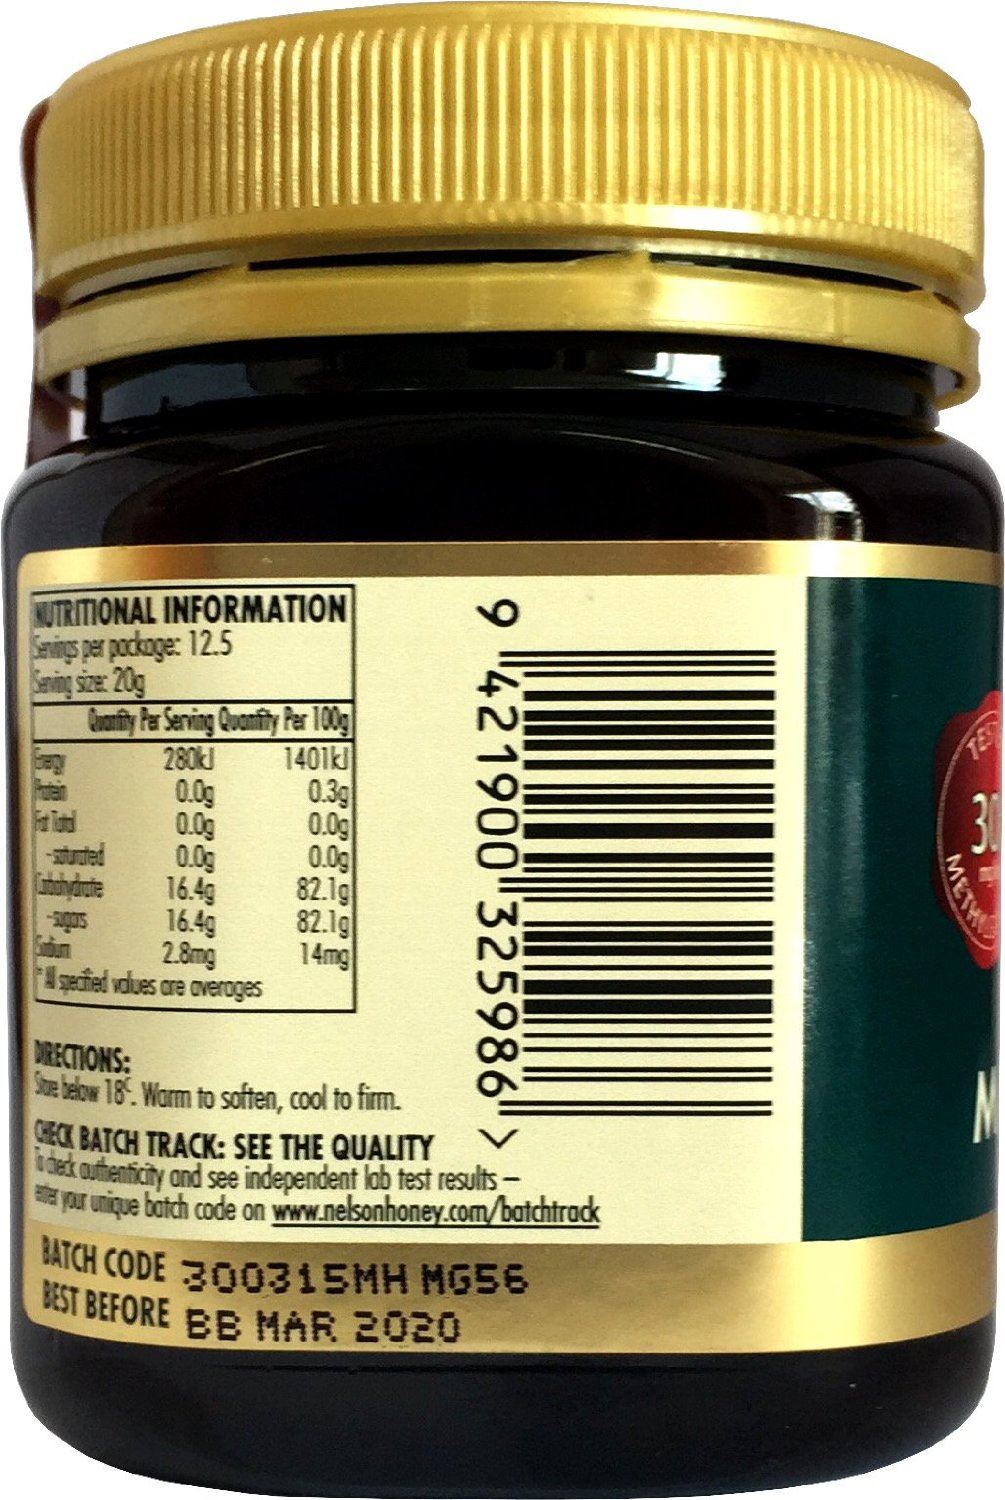 NUTRITIONAL INFORMATION
Servings per package: 12.5
Serving size: 20g
Quantity Per Serving Quantity Per 100g
Energy 280kJ 1401kJ
Protein 0.0g 0.3g
Fat Total 0.0g 0.0g
-saturated 0.0g 0.0g
Carbohydrate 16.4g 82.1g
-sugars 16.4g 82.1g
Sodium 2.8mg 14mg
* All specified values are averages
DIRECTIONS:
Store below 18°C. Warm to soften, cool to firm.
CHECK BATCH TRACK: SEE THE QUALITY
To check authenticity and see independent lab test results –
enter your unique batch code on www.nelsonhoney.com/batchtrack
BATCH CODE 300315MH MG56
BEST BEFORE BB MAR 2020
9 421900 325986 >